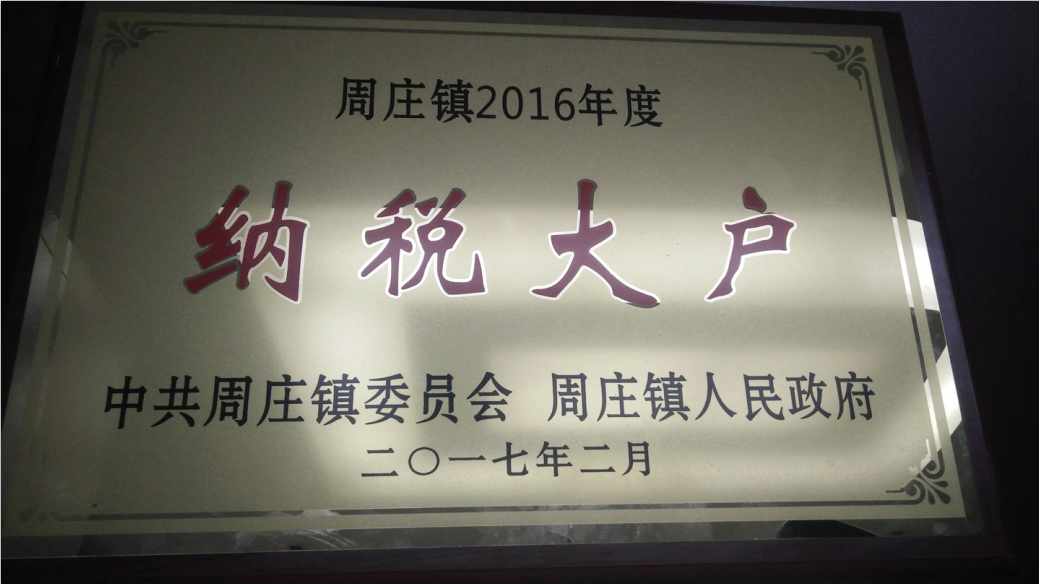 周庄镇2016年度
纳税大户
中共周庄镇委员会 周庄镇人民政府
二〇一七年二月